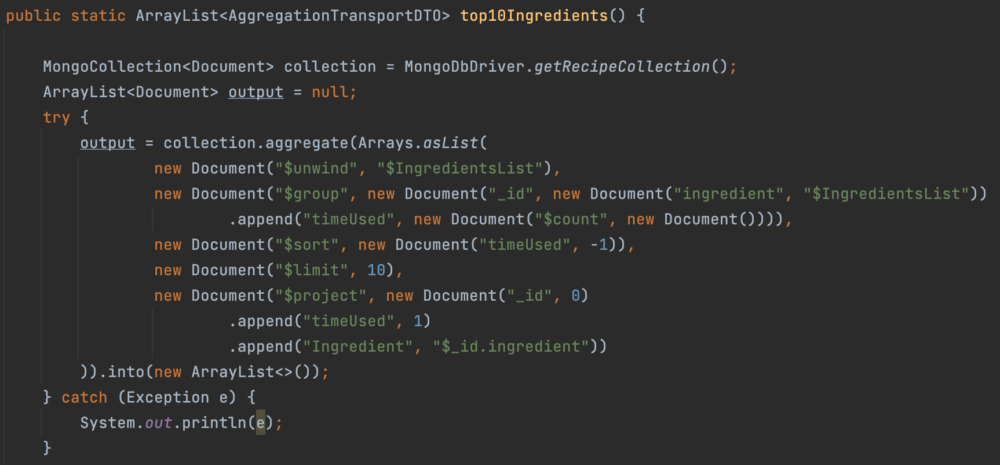 public static ArrayList<AggregationTransportDTO> top10Ingredients() {
MongoCollection<Document> collection = MongoDbDriver.getRecipeCollection();
ArrayList<Document> output = null;
try {
output = collection.aggregate(Arrays.asList(
new Document("$unwind", "$IngredientsList"),
new Document("$group", new Document("_id", new Document("ingredient", "$IngredientsList"))
.append("timeUsed", new Document("$count", new Document()))),
new Document("$sort", new Document("timeUsed", -1)),
new Document("$limit", 10),
new Document("$project", new Document("_id", 0)
.append("timeUsed", 1)
.append("Ingredient", "$_id.ingredient"))
)).into(new ArrayList<>());
} catch (Exception e) {
System.out.println(e);
}